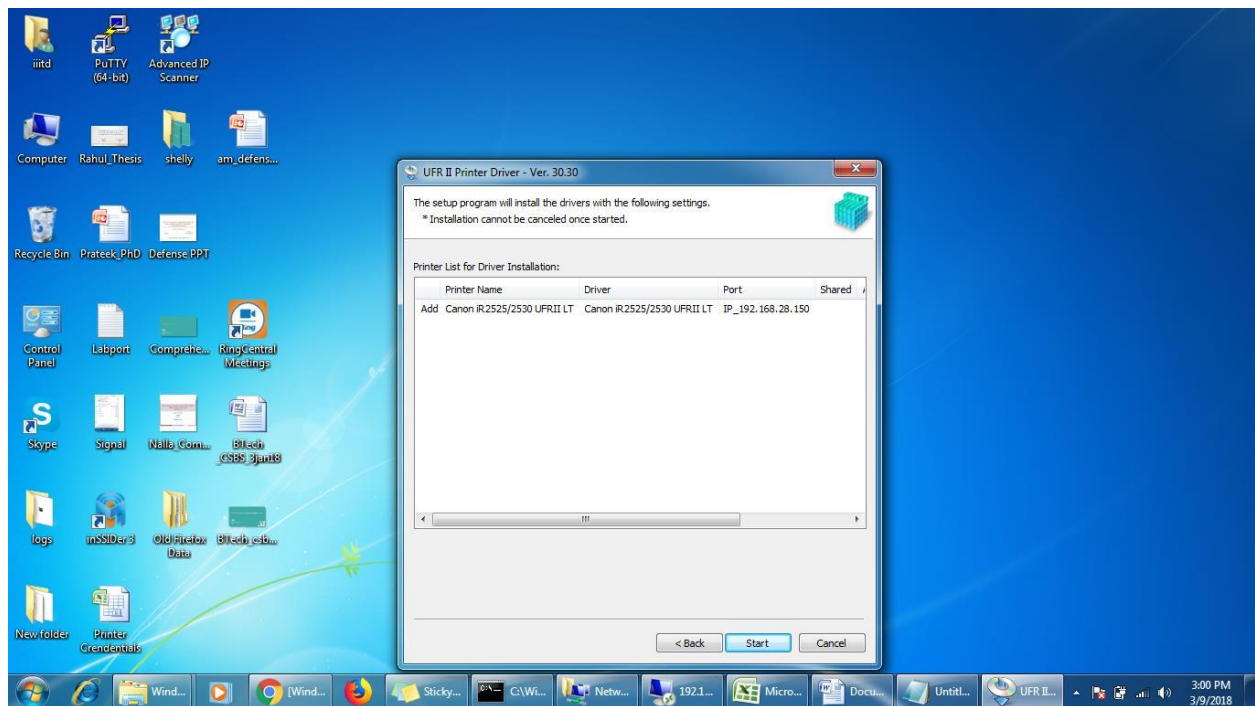 iiitd
PuTTY
(64-bit)
Advanced IP
Scanner
Computer
Rahul_Thesis
shelly
am_defens...
Recycle Bin
Prateek_PhD
Defense PPT
Control
Panel
Labport
Comprehe...
RingCentral
Meetings
Skype
Signal
Nalla_Com...
BTech
_CSBS_3jan18
logs
inSSIDer 3
Old Firefox
Data
BTech_csb...
New folder
Printer
Crendentials
UFR II Printer Driver - Ver. 30.30
The setup program will install the drivers with the following settings.
* Installation cannot be canceled once started.
Printer List for Driver Installation:
Printer Name Driver Port Shared
Add Canon iR2525/2530 UFRII LT Canon iR2525/2530 UFRII LT IP_192.168.28.150
< Back Start Cancel
Wind... [Wind... Sticky... C:\Wi... Netw... 192.1... Micro... Docu... Untitl... UFR II... 3:00 PM
3/9/2018